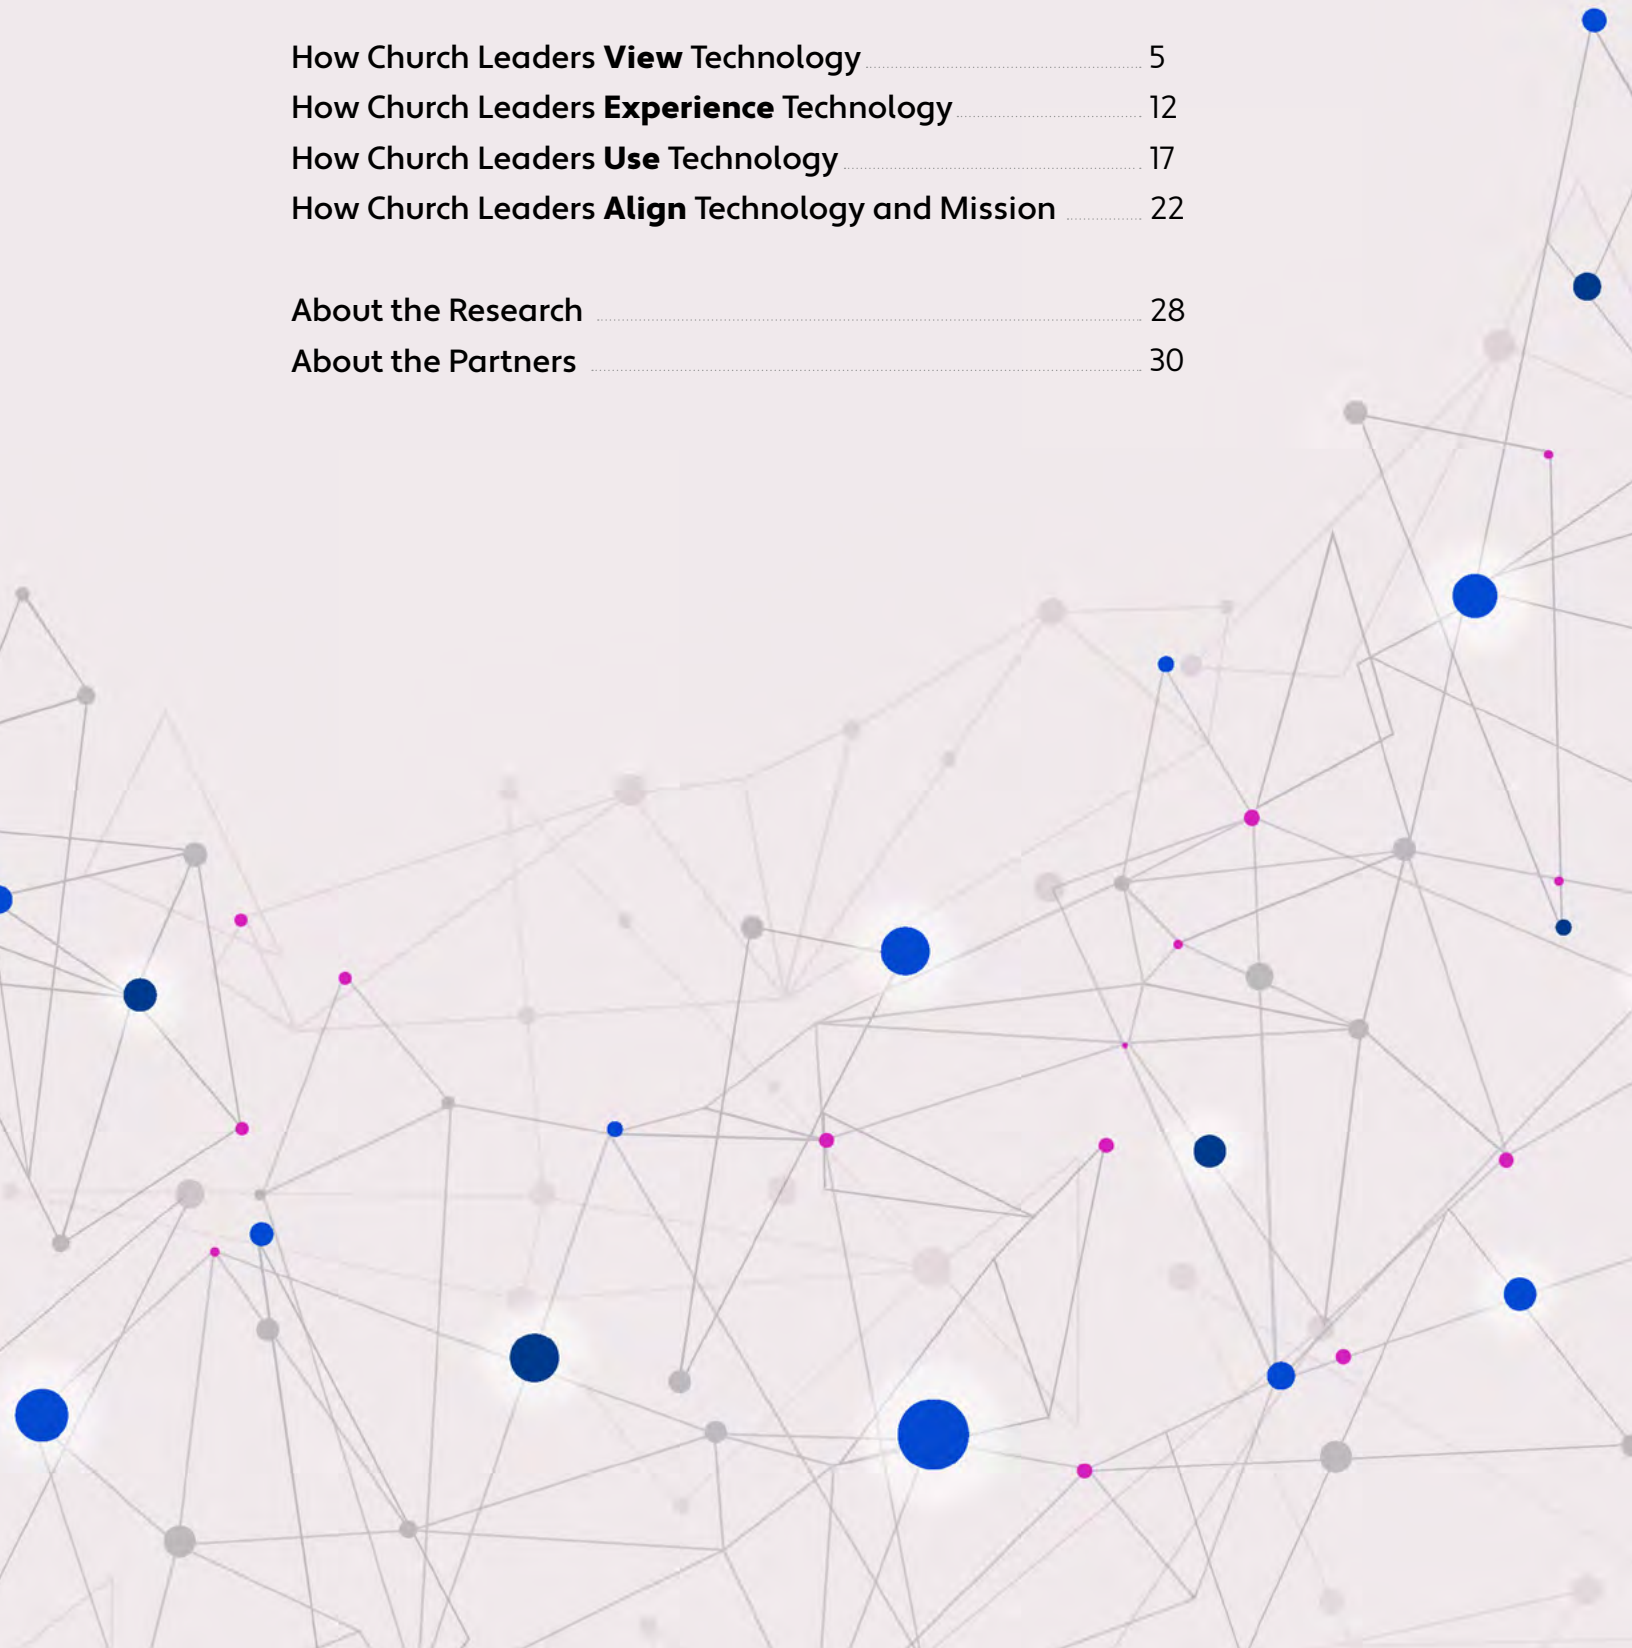 How Church Leaders View Technology 5
How Church Leaders Experience Technology 12
How Church Leaders Use Technology 17
How Church Leaders Align Technology and Mission 22
About the Research 28
About the Partners 30